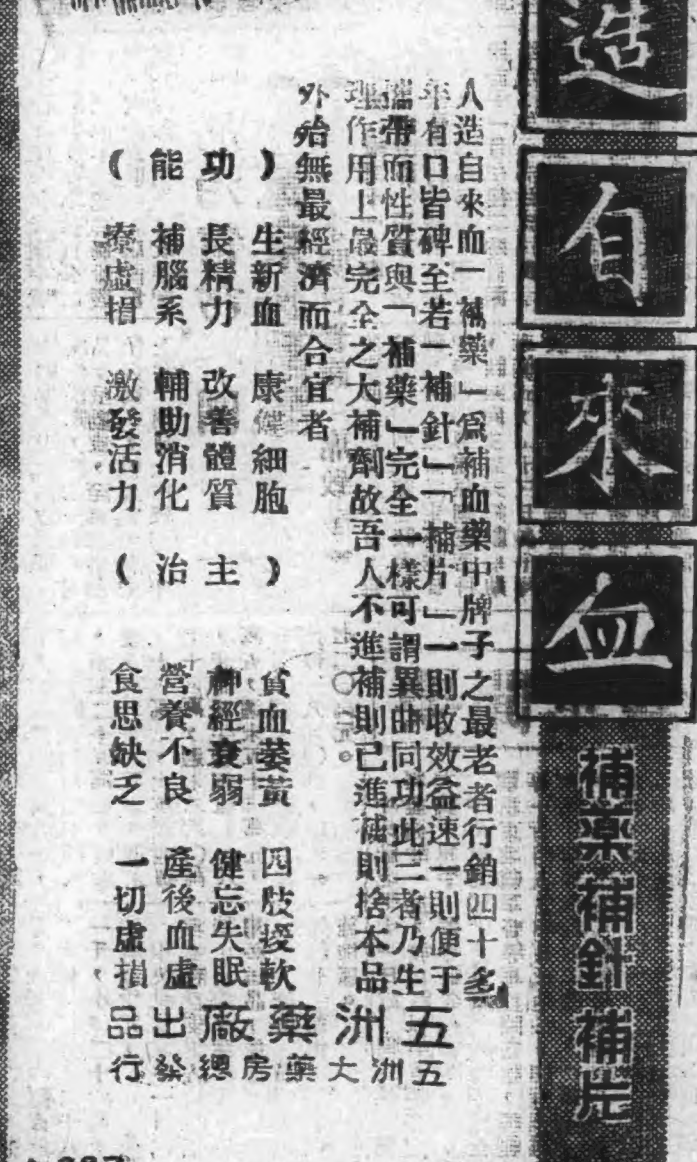 造自來血
補藥補針補片
人造自來血「補藥」爲補血藥中牌子之最老者行銷四十多
年有口皆碑至若「補針」「補片」一則收效益速一則便于
攜帶而性質與「補藥」完全一樣可謂異曲同功此三者乃生
理作用上最完全之大補劑故吾人不進補則已進補則捨本品
外殆無最經濟而合宜者
(功能)
生新血 康健細胞
長精力 改善體質
補腦系 輔助消化
療虛損 激發活力
(主治)
貧血萎黃 四肢痠軟
神經衰弱 健忘失眠
營養不良 產後血虛
食思缺乏 一切虛損
五洲藥廠出品
五洲大藥房總發行